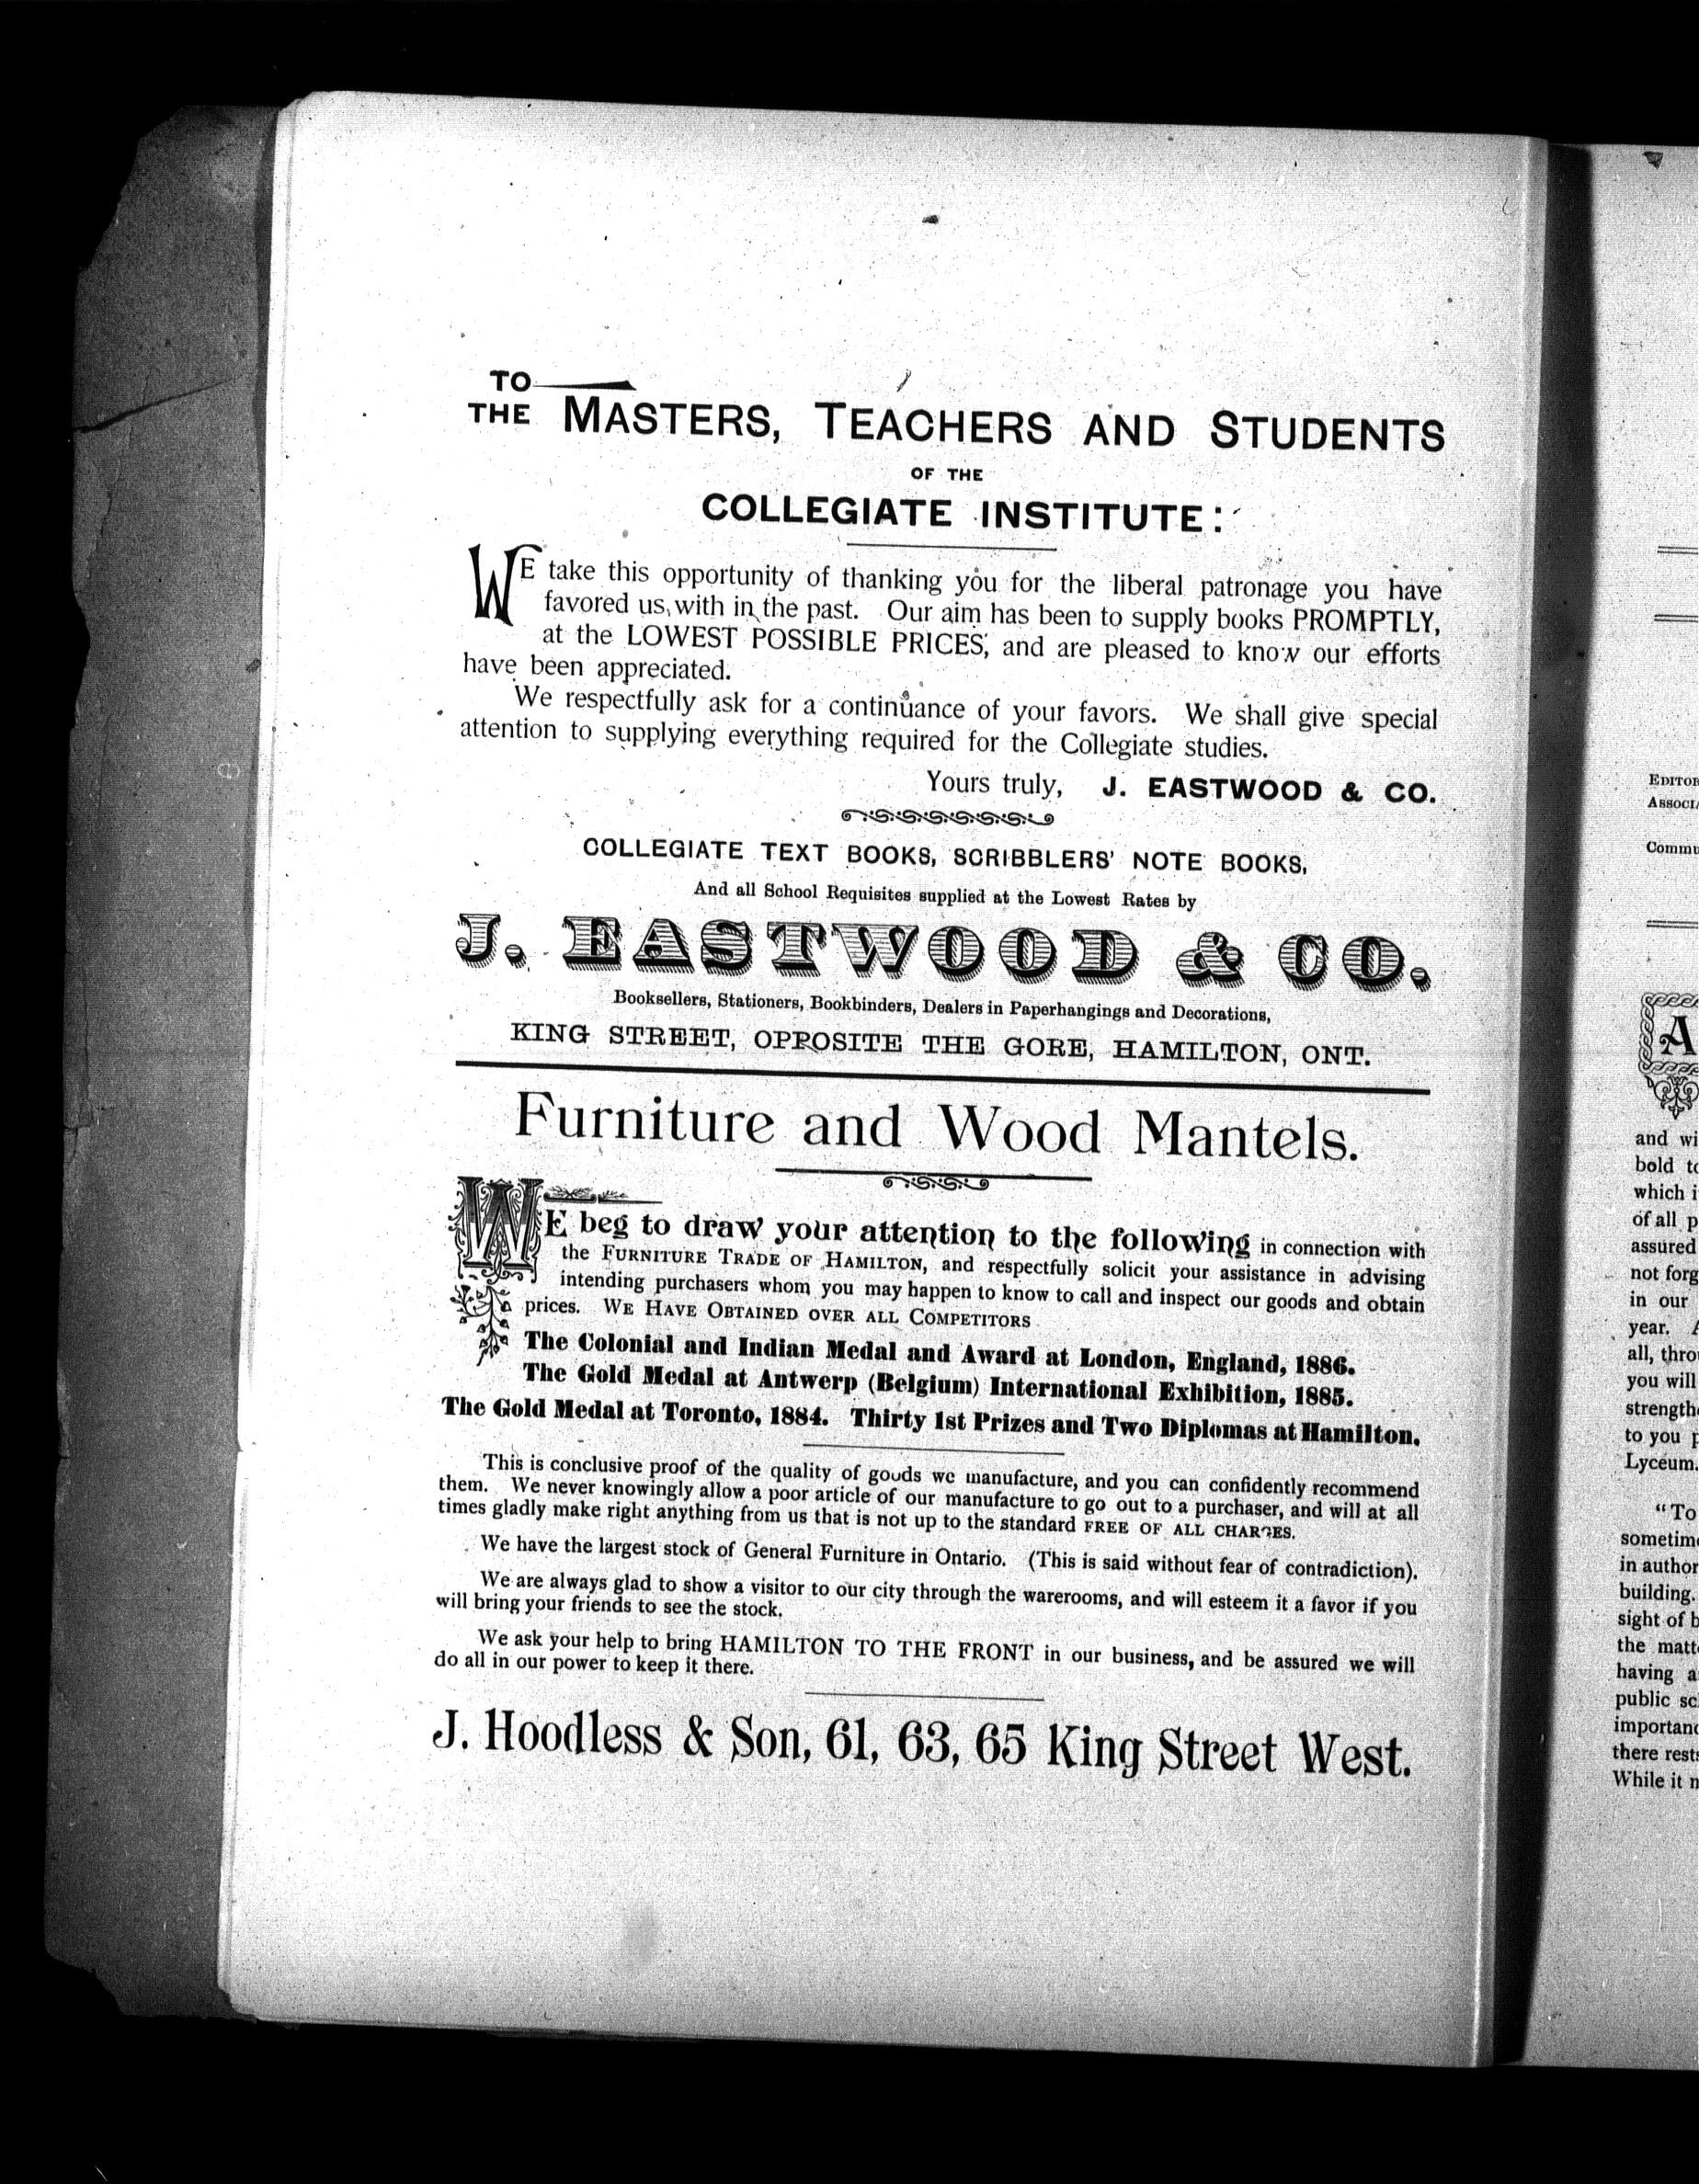 TO
THE MASTERS, TEACHERS AND STUDENTS
OF THE
COLLEGIATE INSTITUTE:
WE take this opportunity of thanking you for the liberal patronage you have
favored us with in the past. Our aim has been to supply books PROMPTLY,
at the LOWEST POSSIBLE PRICES, and are pleased to know our efforts
have been appreciated.
We respectfully ask for a continuance of your favors. We shall give special
attention to supplying everything required for the Collegiate studies.
Yours truly, J. EASTWOOD & CO.
COLLEGIATE TEXT BOOKS, SCRIBBLERS' NOTE BOOKS,
And all School Requisites supplied at the Lowest Rates by
J. EASTWOOD & CO.
Booksellers, Stationers, Bookbinders, Dealers in Paperhangings and Decorations,
KING STREET, OPPOSITE THE GORE, HAMILTON, ONT.
Furniture and Wood Mantels.
WE beg to draw your attention to the following in connection with
the FURNITURE TRADE OF HAMILTON, and respectfully solicit your assistance in advising
intending purchasers whom you may happen to know to call and inspect our goods and obtain
prices. WE HAVE OBTAINED OVER ALL COMPETITORS
The Colonial and Indian Medal and Award at London, England, 1886.
The Gold Medal at Antwerp (Belgium) International Exhibition, 1885.
The Gold Medal at Toronto, 1884. Thirty 1st Prizes and Two Diplomas at Hamilton.
This is conclusive proof of the quality of goods we manufacture, and you can confidently recommend
them. We never knowingly allow a poor article of our manufacture to go out to a purchaser, and will at all
times gladly make right anything from us that is not up to the standard FREE OF ALL CHARGES.
We have the largest stock of General Furniture in Ontario. (This is said without fear of contradiction).
We are always glad to show a visitor to our city through the warerooms, and will esteem it a favor if you
will bring your friends to see the stock.
We ask your help to bring HAMILTON TO THE FRONT in our business, and be assured we will
do all in our power to keep it there.
J. Hoodless & Son, 61, 63, 65 King Street West.
EDITOR
ASSOCI
Commu
A
and wi
bold to
which i
of all p
assured
not forg
in our
year. A
all, thro
you will
strengthe
to you p
Lyceum.
"To
sometime
in author
building.
sight of b
the matt
having a
public sc
importanc
there rests
While it n